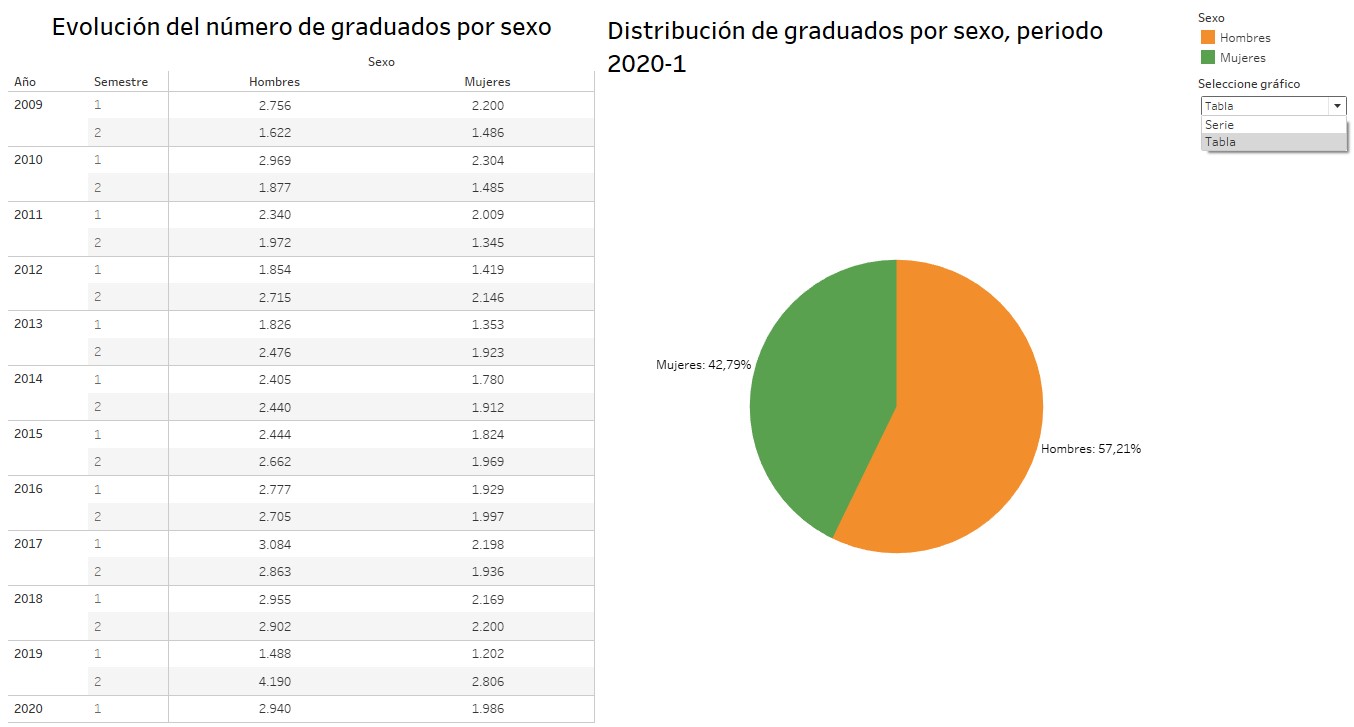 Evolución del número de graduados por sexo
Sexo
Año Semestre Hombres Mujeres
2009 1 2.756 2.200
2 1.622 1.486
2010 1 2.969 2.304
2 1.877 1.485
2011 1 2.340 2.009
2 1.972 1.345
2012 1 1.854 1.419
2 2.715 2.146
2013 1 1.826 1.353
2 2.476 1.923
2014 1 2.405 1.780
2 2.440 1.912
2015 1 2.444 1.824
2 2.662 1.969
2016 1 2.777 1.929
2 2.705 1.997
2017 1 3.084 2.198
2 2.863 1.936
2018 1 2.955 2.169
2 2.902 2.200
2019 1 1.488 1.202
2 4.190 2.806
2020 1 2.940 1.986
Distribución de graduados por sexo, periodo
2020-1
Mujeres: 42,79%
Hombres: 57,21%
Sexo
Hombres
Mujeres
Seleccione gráfico
Tabla
Serie
Tabla